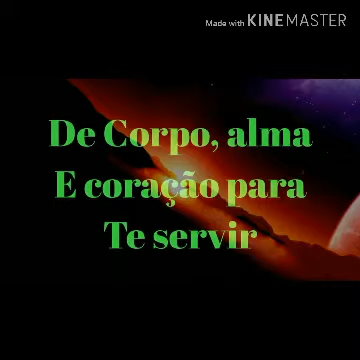 Made with KINEMASTER
De Corpo, alma
E coração para
Te servir